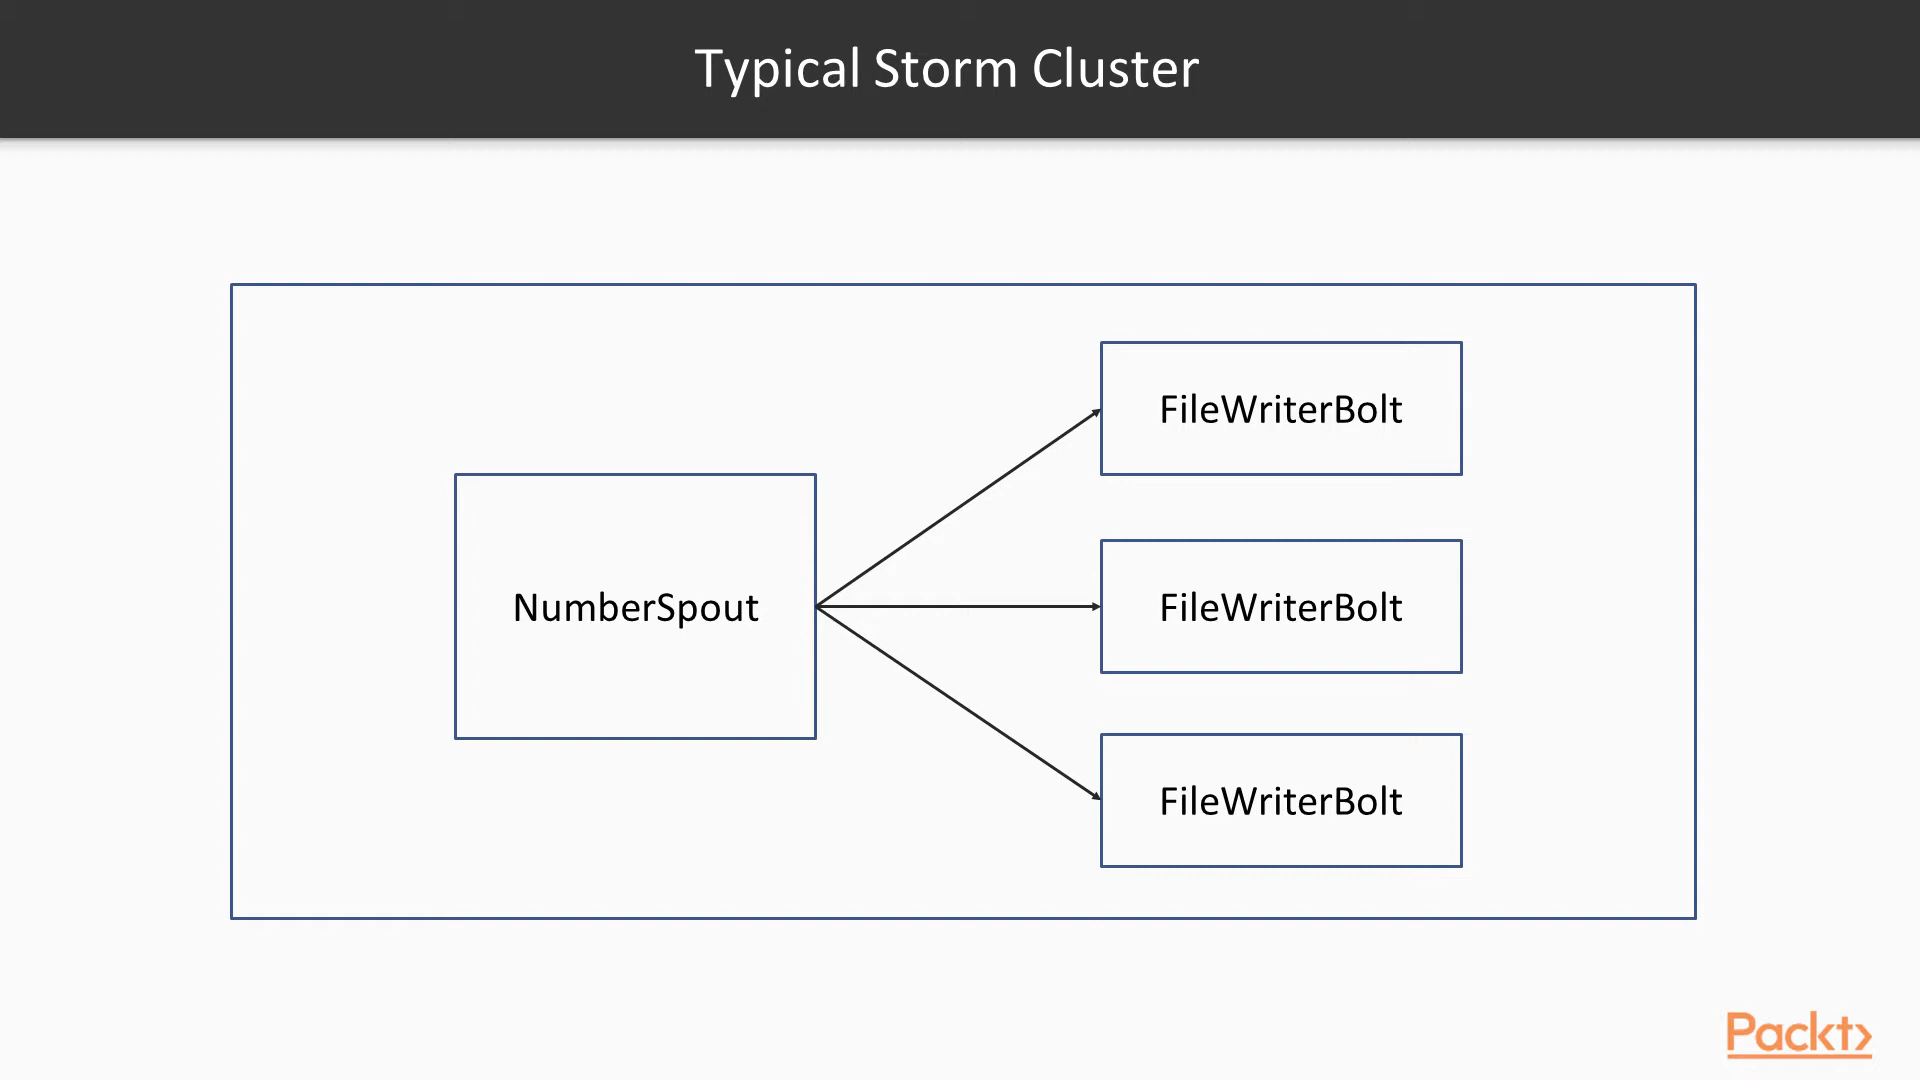 Typical Storm Cluster
FileWriterBolt
NumberSpout
FileWriterBolt
FileWriterBolt
Packt